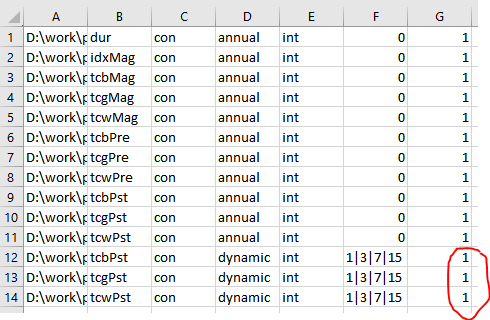 A B C D E F G
1 D:\work\p dur con annual int 0 1
2 D:\work\p idxMag con annual int 0 1
3 D:\work\p tcbMag con annual int 0 1
4 D:\work\p tcgMag con annual int 0 1
5 D:\work\p tcwMag con annual int 0 1
6 D:\work\p tcbPre con annual int 0 1
7 D:\work\p tcgPre con annual int 0 1
8 D:\work\p tcwPre con annual int 0 1
9 D:\work\p tcbPst con annual int 0 1
10 D:\work\p tcgPst con annual int 0 1
11 D:\work\p tcwPst con annual int 0 1
12 D:\work\p tcbPst con dynamic int 1|3|7|15 1
13 D:\work\p tcgPst con dynamic int 1|3|7|15 1
14 D:\work\p tcwPst con dynamic int 1|3|7|15 1